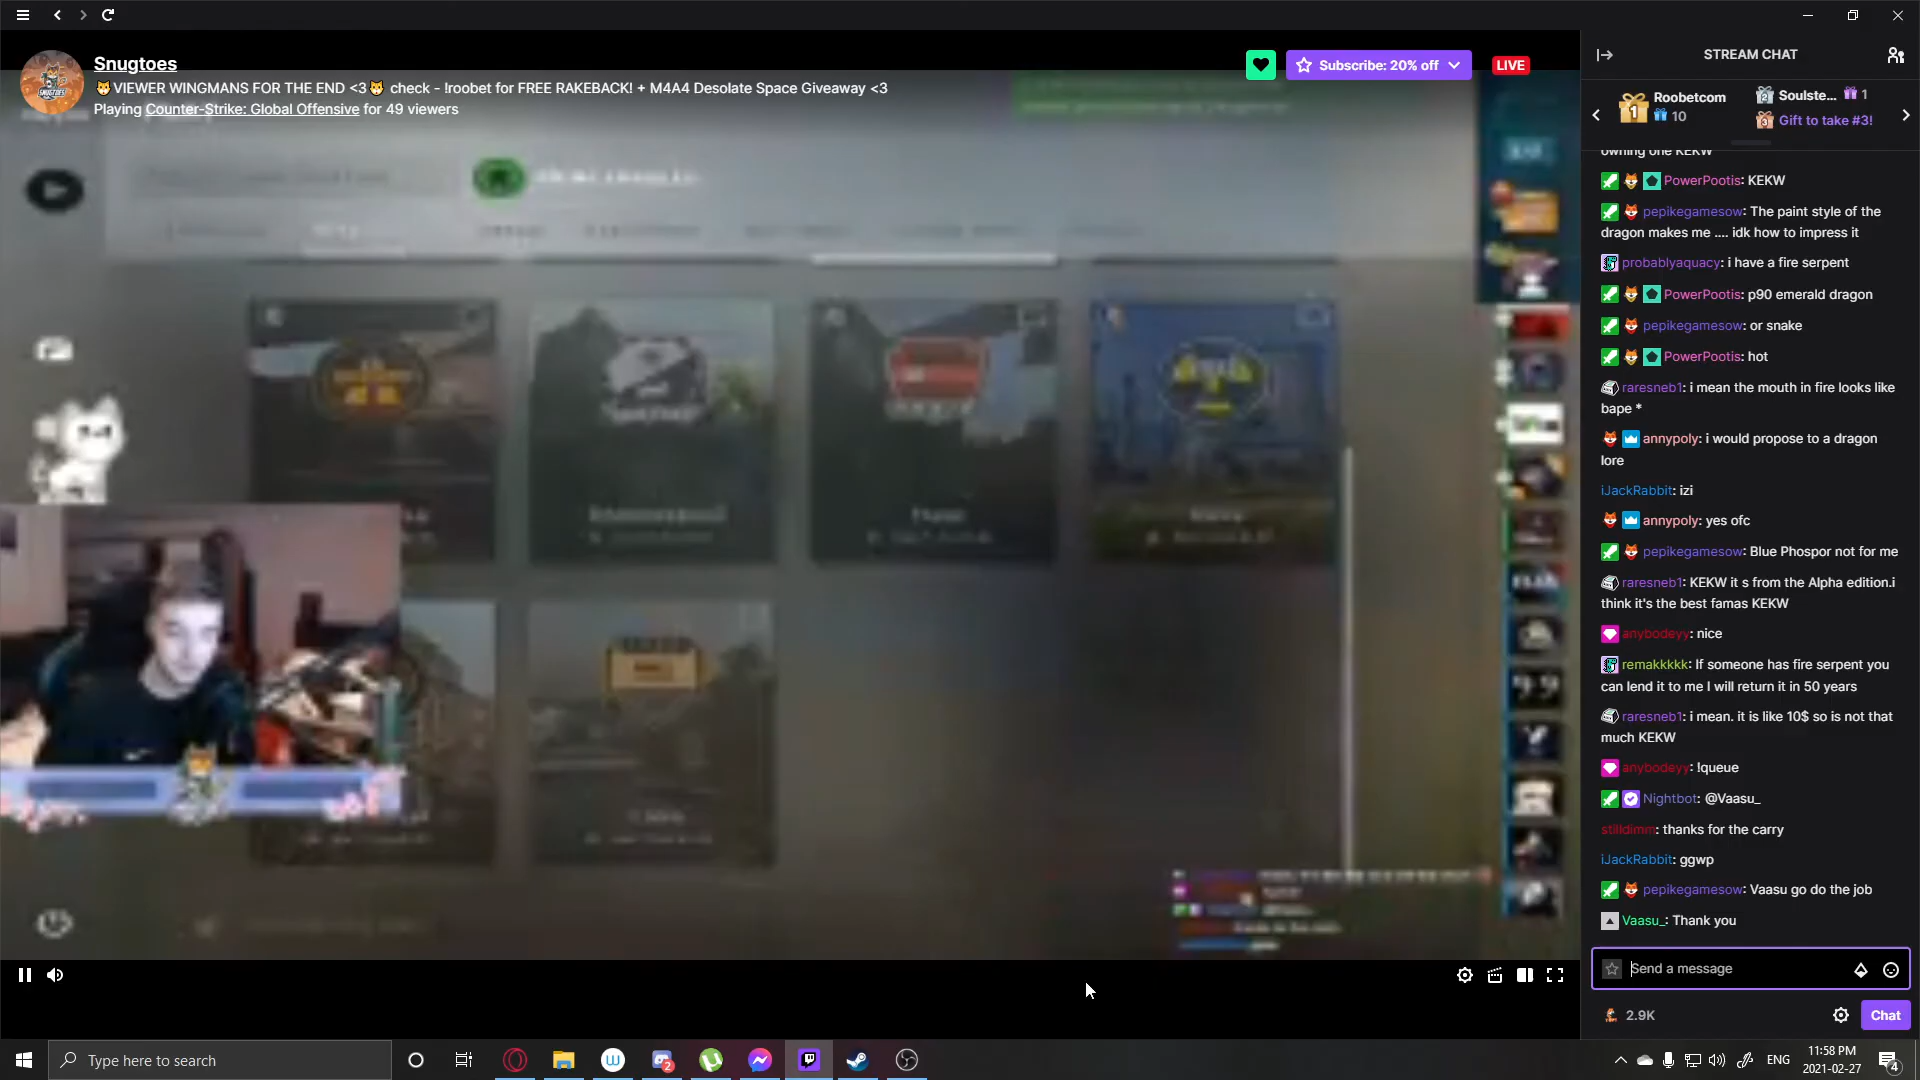 Snugtoes
VIEWER WINGMANS FOR THE END <3 check - !roobet for FREE RAKEBACK! + M4A4 Desolate Space Giveaway <3
Playing Counter-Strike: Global Offensive for 49 viewers
Subscribe: 20% off
LIVE
STREAM CHAT
1
Roobetcom
10
2
Soulste... 1
3
Gift to take #3!
owning one KEKW
PowerPootis: KEKW
pepikegamesow: The paint style of the
dragon makes me .... idk how to impress it
probablyaquacy: i have a fire serpent
PowerPootis: p90 emerald dragon
pepikegamesow: or snake
PowerPootis: hot
raresneb1: i mean the mouth in fire looks like
bape *
annypoly: i would propose to a dragon
lore
iJackRabbit: izi
annypoly: yes ofc
pepikegamesow: Blue Phospor not for me
raresneb1: KEKW it s from the Alpha edition.i
think it's the best famas KEKW
anybodeyy: nice
remakkkkk: If someone has fire serpent you
can lend it to me I will return it in 50 years
raresneb1: i mean. it is like 10$ so is not that
much KEKW
anybodeyy: !queue
Nightbot: @Vaasu_
stilldimm: thanks for the carry
iJackRabbit: ggwp
pepikegamesow: Vaasu go do the job
Vaasu_: Thank you
Send a message
2.9K
Chat
Type here to search
2
ENG
11:58 PM
2021-02-27
4